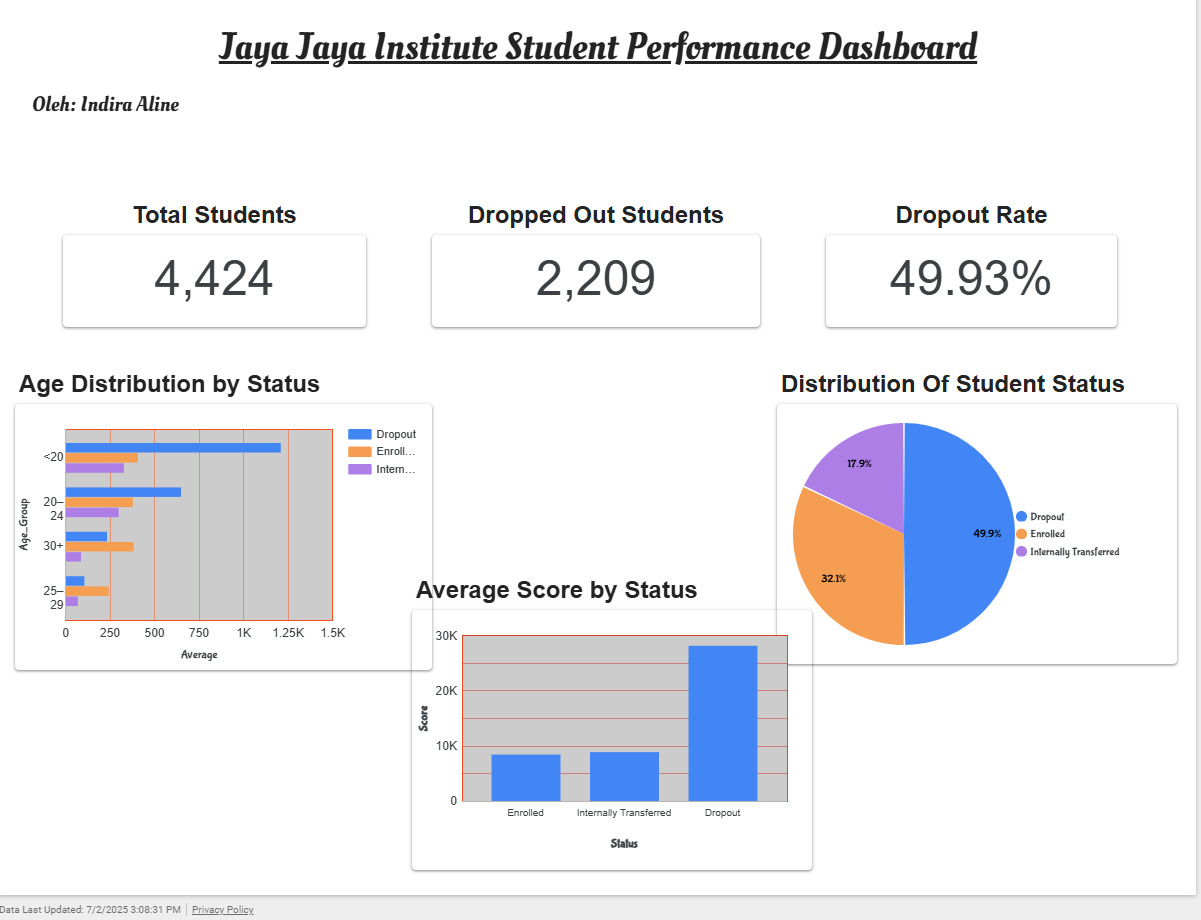 Jaya Jaya Institute Student Performance Dashboard
Oleh: Indira Aline
Total Students
4,424
Dropped Out Students
2,209
Dropout Rate
49.93%
Age Distribution by Status
Age_Group
<20
20–
24
30+
25–
29
0 250 500 750 1K 1.25K 1.5K
Average
Dropout
Enroll…
Intern…
Distribution Of Student Status
17.9%
49.9%
32.1%
Dropout
Enrolled
Internally Transferred
Average Score by Status
Score
30K
20K
10K
0
Enrolled Internally Transferred Dropout
Status
Data Last Updated: 7/2/2025 3:08:31 PM Privacy Policy